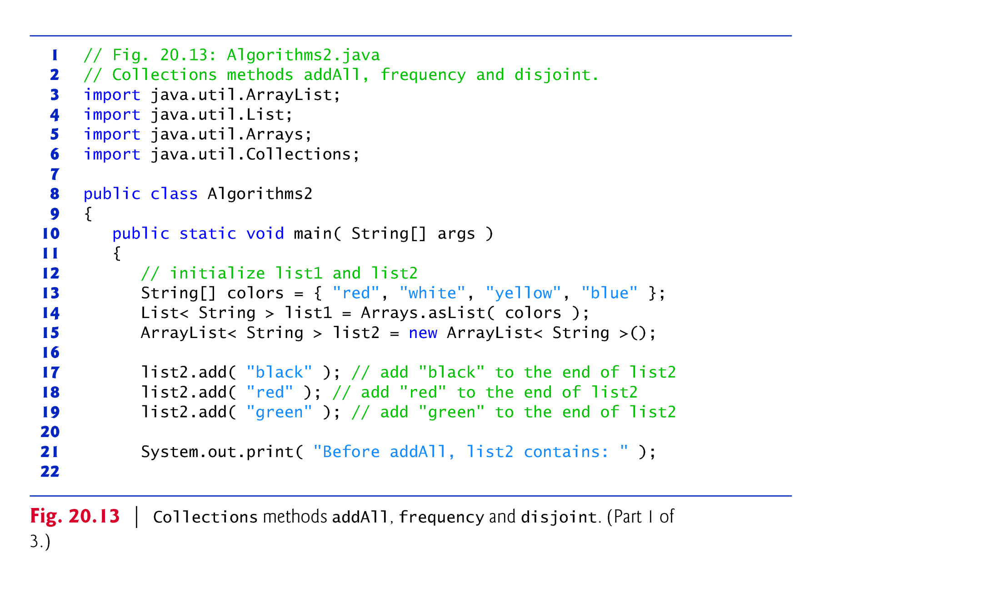 1 // Fig. 20.13: Algorithms2.java
2 // Collections methods addAll, frequency and disjoint.
3 import java.util.ArrayList;
4 import java.util.List;
5 import java.util.Arrays;
6 import java.util.Collections;
7
8 public class Algorithms2
9 {
10    public static void main( String[] args )
11    {
12       // initialize list1 and list2
13       String[] colors = { "red", "white", "yellow", "blue" };
14       List< String > list1 = Arrays.asList( colors );
15       ArrayList< String > list2 = new ArrayList< String >();
16
17       list2.add( "black" ); // add "black" to the end of list2
18       list2.add( "red" ); // add "red" to the end of list2
19       list2.add( "green" ); // add "green" to the end of list2
20
21       System.out.print( "Before addAll, list2 contains: " );
22
Fig. 20.13 | Collections methods addAll, frequency and disjoint. (Part 1 of
3.)